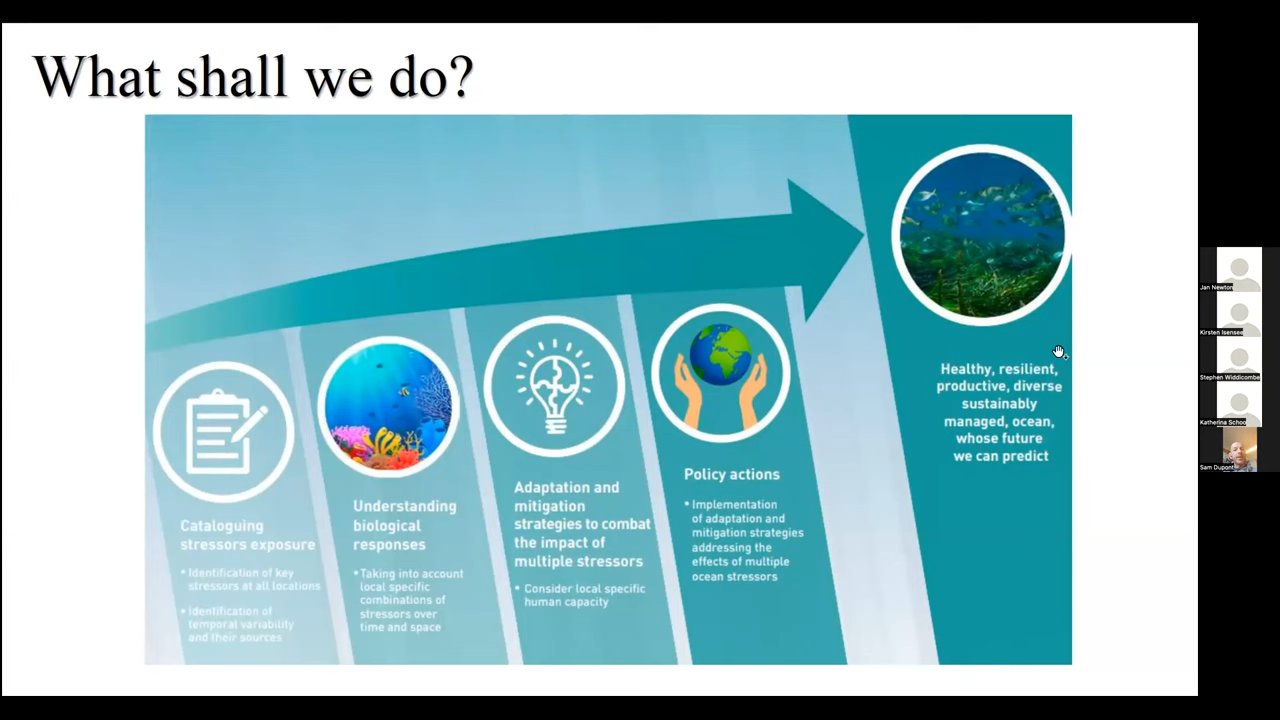 What shall we do?
Cataloguing
stressors exposure
• Identification of key
stressors at all locations
• Identification of
temporal variability
and their sources
Understanding
biological
responses
• Taking into account
local specific
combinations of
stressors over
time and space
Adaptation and
mitigation
strategies to combat
the impact of
multiple stressors
• Consider local specific
human capacity
Policy actions
• Implementation
of adaptation and
mitigation strategies
addressing the
effects of multiple
ocean stressors
Healthy, resilient,
productive, diverse
sustainably
managed, ocean,
whose future
we can predict
Jan Newton
Kirsten Isensee
Stephen Widdicombe
Katherina Schoo
Sam Dupont